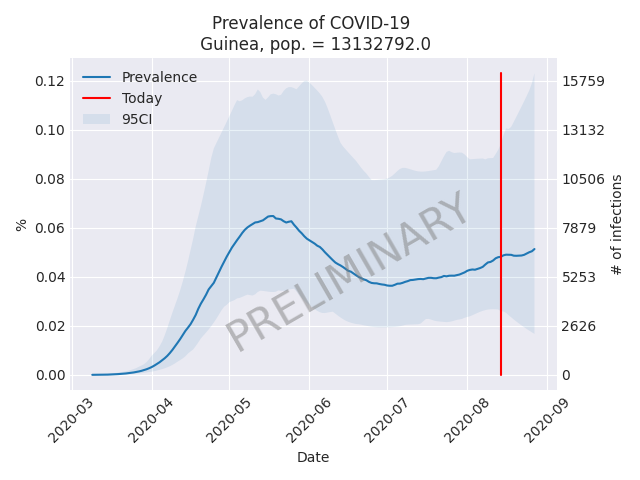 Prevalence of COVID-19
Guinea, pop. = 13132792.0
Prevalence
Today
95CI
0.12
0.10
0.08
0.06
0.04
0.02
0.00
%
15759
13132
10506
7879
5253
2626
0
# of infections
PRELIMINARY
2020-03
2020-04
2020-05
2020-06
2020-07
2020-08
2020-09
Date